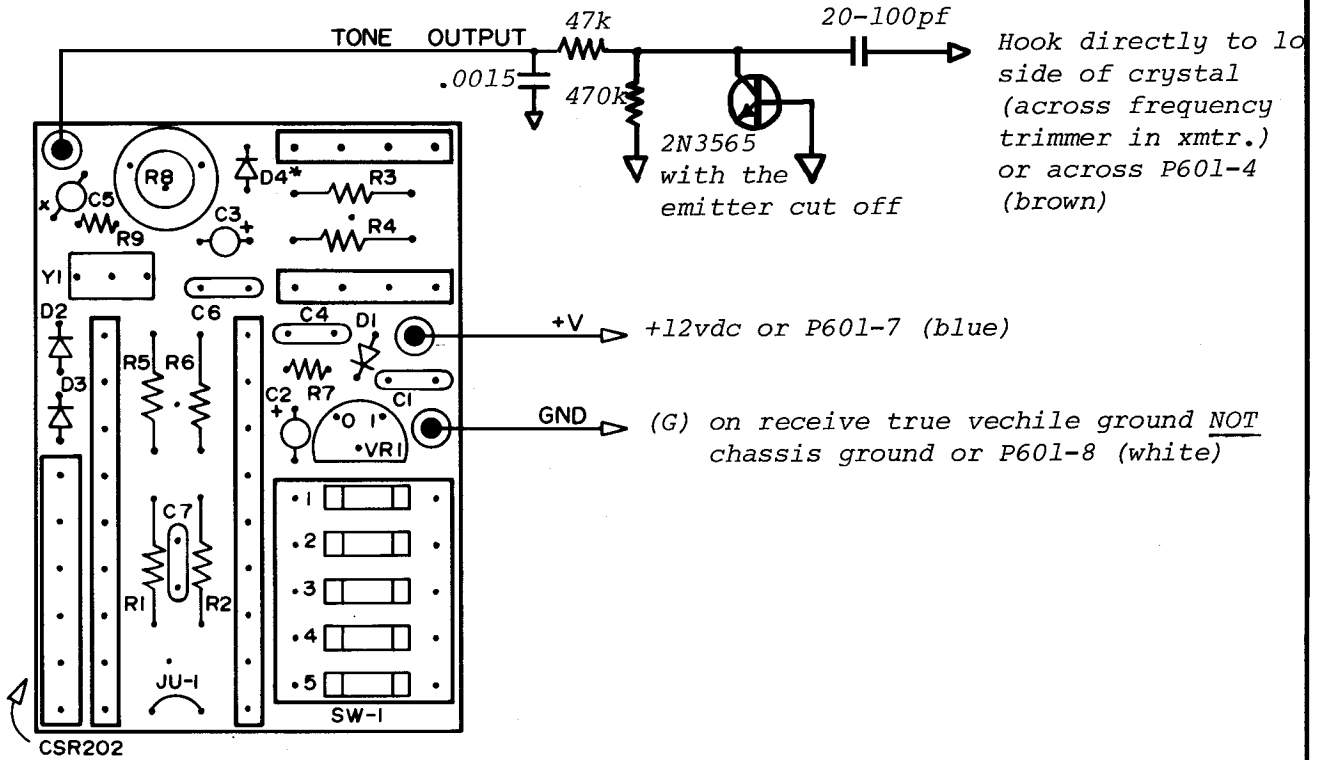 TONE OUTPUT
47k
20-100pf
.0015
470k
2N3565
with the
emitter cut off
Hook directly to lo
side of crystal
(across frequency
trimmer in xmtr.)
or across P601-4
(brown)
R8
D4*
R3
x
C5
R9
C3
+
R4
Y1
C6
D2
C4
D1
+V
+12vdc or P601-7 (blue)
R5
R6
D3
R7
C1
C2
+
O
I
VR1
GND
(G) on receive true vechile ground NOT
chassis ground or P601-8 (white)
1
2
3
4
5
C7
R1
R2
JU-1
SW-1
CSR202